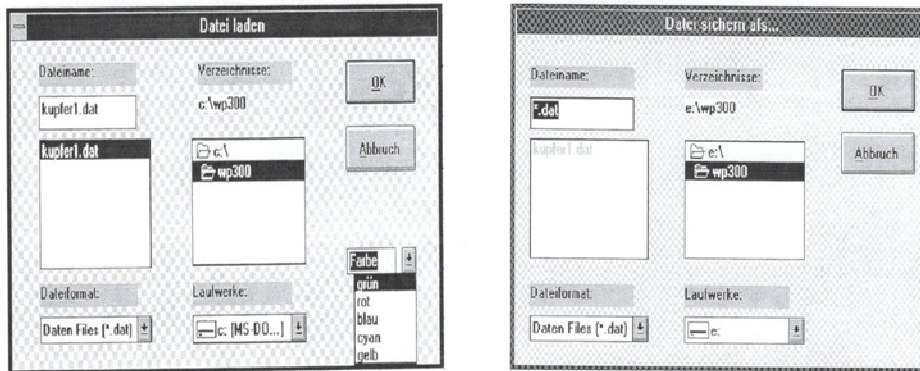 Datei laden
Dateiname:
Verzeichnisse:
kupfer1.dat
c:\wp300
OK
kupfer1.dat
c:\
wp300
Abbruch
Farbe
grün
rot
blau
cyan
gelb
Dateiformat:
Laufwerke:
Daten Files (*.dat)
c: [MS-DO...]
Datei sichern als...
Dateiname:
Verzeichnisse:
*.dat
e:\wp300
OK
kupfer1.dat
e:\
wp300
Abbruch
Dateiformat:
Laufwerke:
Daten Files (*.dat)
e: